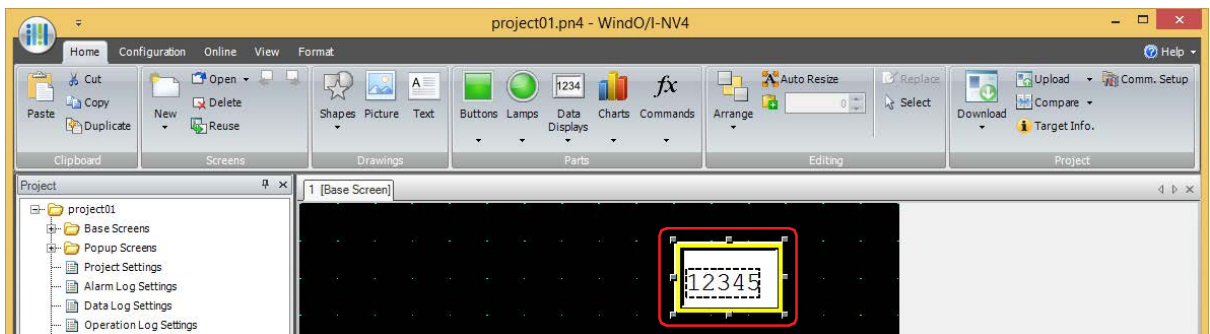 project01.pn4 - WindO/I-NV4
Home Configuration Online View Format Help
Cut Open Auto Resize Replace Upload Comm. Setup
Copy Delete 0 Select Compare
Paste Duplicate New Reuse Shapes Picture Text Buttons Lamps Data Displays Charts Commands Arrange Download Target Info.
Clipboard Screens Drawings Parts Editing Project
A 1234 fx
Project 1 [Base Screen]
project01
Base Screens
Popup Screens
Project Settings
Alarm Log Settings
Data Log Settings
Operation Log Settings
12345